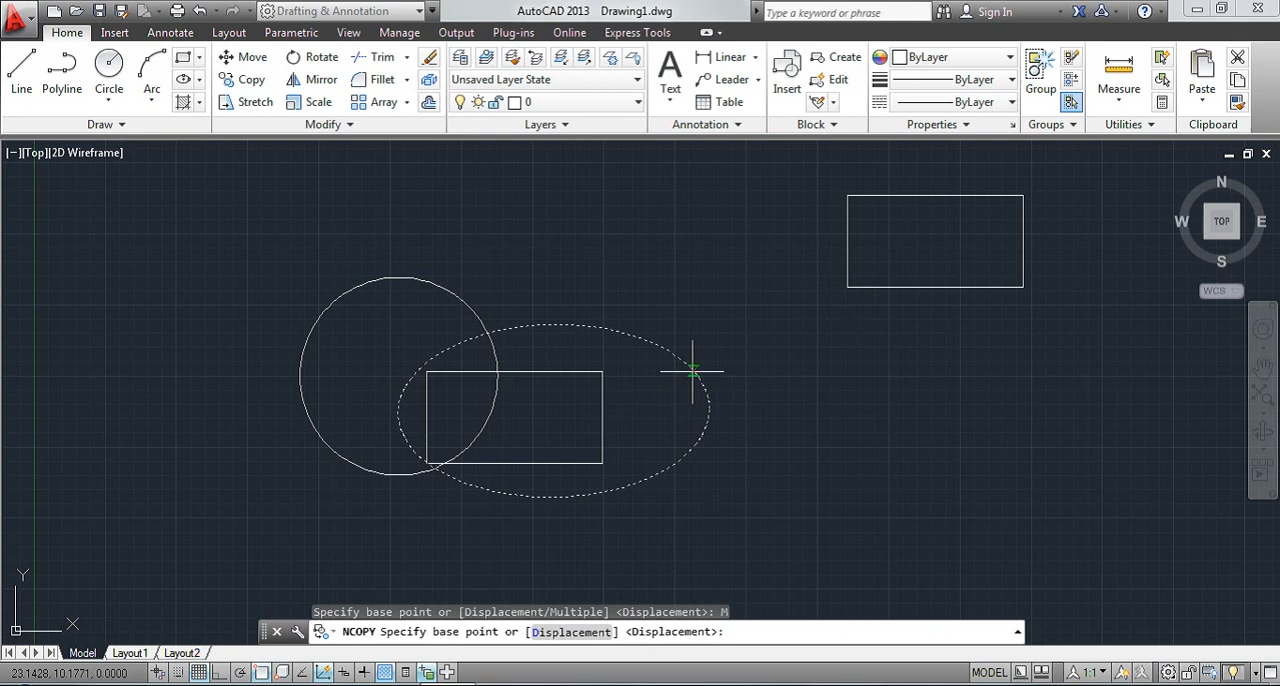 Drafting & Annotation
AutoCAD 2013 Drawing1.dwg
Type a keyword or phrase
Sign In
Home Insert Annotate Layout Parametric View Manage Output Plug-ins Online Express Tools
Line Polyline Circle Arc
Move Rotate Trim
Copy Mirror Fillet
Stretch Scale Array
Unsaved Layer State
0
Text
Linear
Leader
Table
Insert
Create
Edit
ByLayer
ByLayer
ByLayer
Group
Measure
Paste
Draw Modify Layers Annotation Block Properties Groups Utilities Clipboard
[−][Top][2D Wireframe]
N
W TOP E
S
WCS
Y
X
Specify base point or [Displacement/Multiple] <Displacement>: M
NCOPY Specify base point or [Displacement] <Displacement>:
Model Layout1 Layout2
23.1428, 10.1771, 0.0000
MODEL
1:1